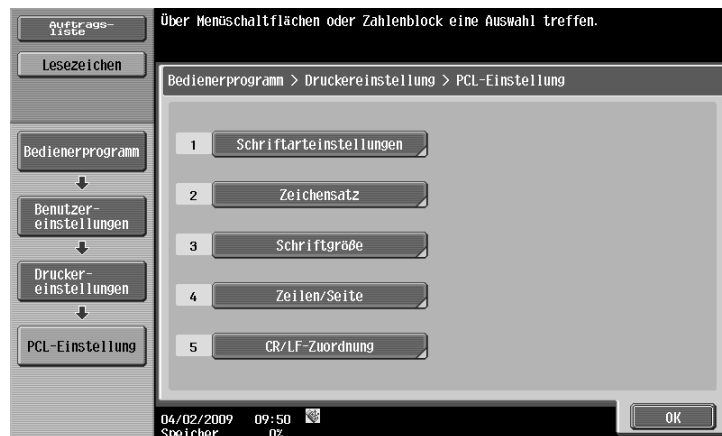 Auftrags-
liste
Über Menüschaltflächen oder Zahlenblock eine Auswahl treffen.
Lesezeichen
Bedienerprogramm > Druckereinstellung > PCL-Einstellung
1 Schriftarteinstellungen
Bedienerprogramm
2 Zeichensatz
Benutzer-
einstellungen
3 Schriftgröße
Drucker-
einstellungen
4 Zeilen/Seite
PCL-Einstellung
5 CR/LF-Zuordnung
04/02/2009 09:50
OK
Speicher 0%